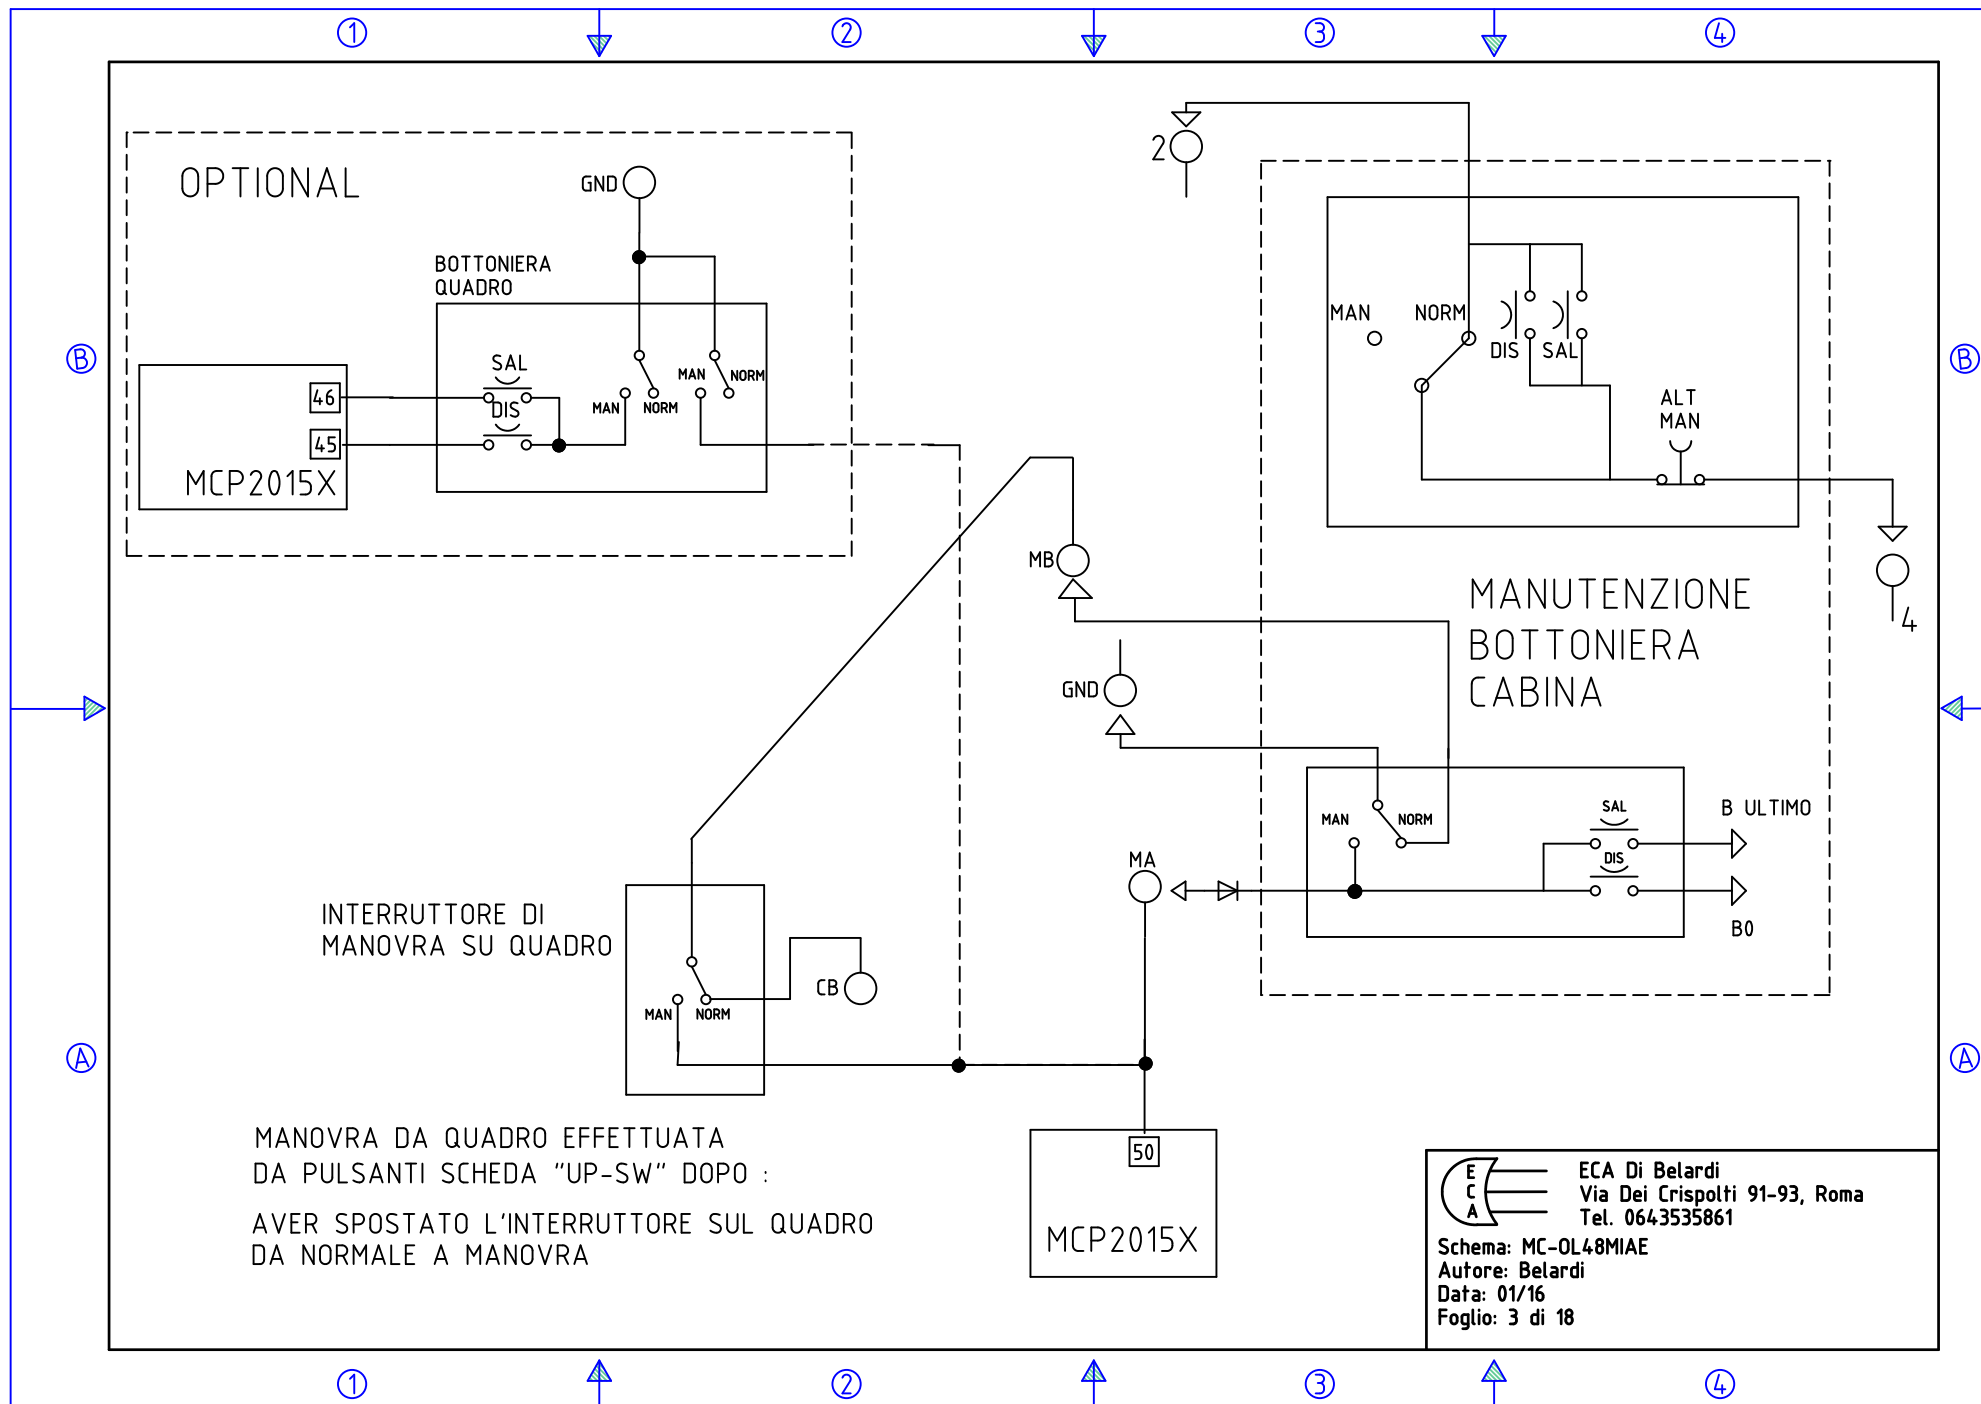 1 2 3 4
OPTIONAL
GND
BOTTONIERA
QUADRO
SAL
DIS
46
45
MCP2015X
MAN NORM
MAN NORM
2
MAN NORM
DIS SAL
ALT
MAN
4
MANUTENZIONE
BOTTONIERA
CABINA
MB
GND
MA
MAN NORM
SAL
DIS
B ULTIMO
B0
INTERRUTTORE DI
MANOVRA SU QUADRO
MAN NORM
CB
50
MCP2015X
MANOVRA DA QUADRO EFFETTUATA
DA PULSANTI SCHEDA "UP-SW" DOPO :
AVER SPOSTATO L'INTERRUTTORE SUL QUADRO
DA NORMALE A MANOVRA
E
C
A
ECA Di Belardi
Via Dei Crispolti 91-93, Roma
Tel. 0643535861
Schema: MC-OL48MIAE
Autore: Belardi
Data: 01/16
Foglio: 3 di 18
B B
A A
1 2 3 4